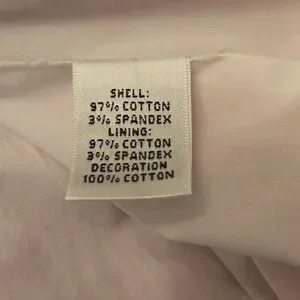 SHELL:
97% COTTON
3% SPANDEX
LINING:
97% COTTON
3% SPANDEX
DECORATION
100% COTTON